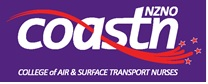 NZNO
coastn
COLLEGE of AIR & SURFACE TRANSPORT NURSES